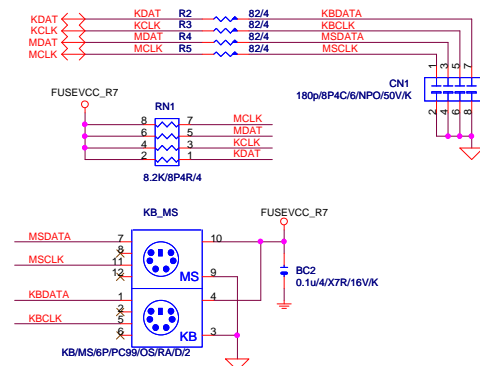 KDAT KDAT R2 82/4 KBDATA
KCLK KCLK R3 82/4 KBCLK
MDAT MDAT R4 82/4 MSDATA
MCLK MCLK R5 82/4 MSCLK
1 3 5 7
CN1
180p/8P4C/6/NPO/50V/K
2 4 6 8
FUSEVCC_R7
RN1
8 7 MCLK
6 5 MDAT
4 3 KCLK
2 1 KDAT
8.2K/8P4R/4
KB_MS
FUSEVCC_R7
MSDATA 7 10
8
MSCLK 11 9
12 MS
BC2
0.1u/4/X7R/16V/K
KBDATA 1 4
2
KBCLK 5 3
6 KB
KB/MS/6P/PC99/OS/RA/D/2